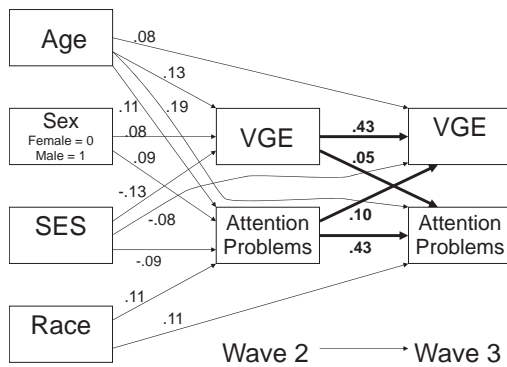 Age
.08
.13
.11
.19
Sex
Female = 0
Male = 1
.08
.09
VGE
.43
VGE
.05
-.13
-.08
SES
Attention
Problems
.10
.43
Attention
Problems
-.09
.11
Race
.11
Wave 2
Wave 3